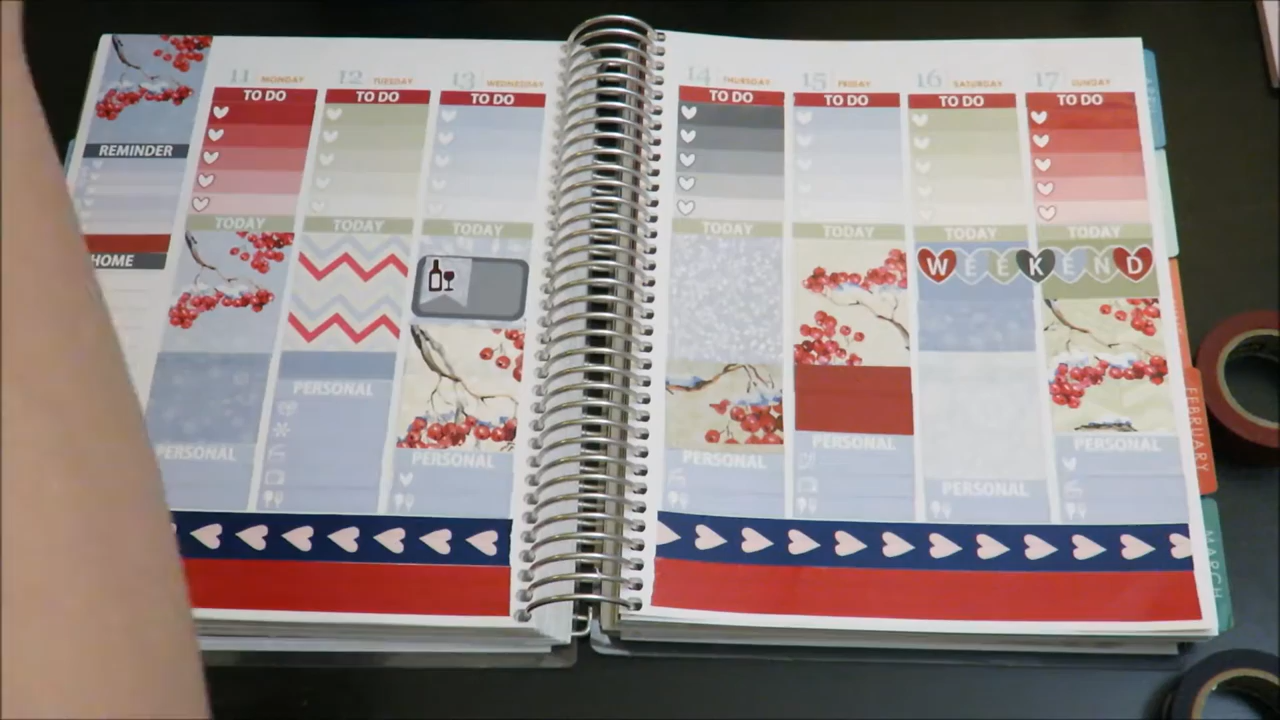 11 MONDAY 12 TUESDAY 13 WEDNESDAY 14 THURSDAY 15 FRIDAY 16 SATURDAY 17 SUNDAY
TO DO TO DO TO DO TO DO TO DO TO DO TO DO
REMINDER
TODAY TODAY TODAY TODAY TODAY TODAY TODAY
HOME
WEEKEND
PERSONAL
PERSONAL PERSONAL PERSONAL PERSONAL PERSONAL
PERSONAL
FEBRUARY
MARCH